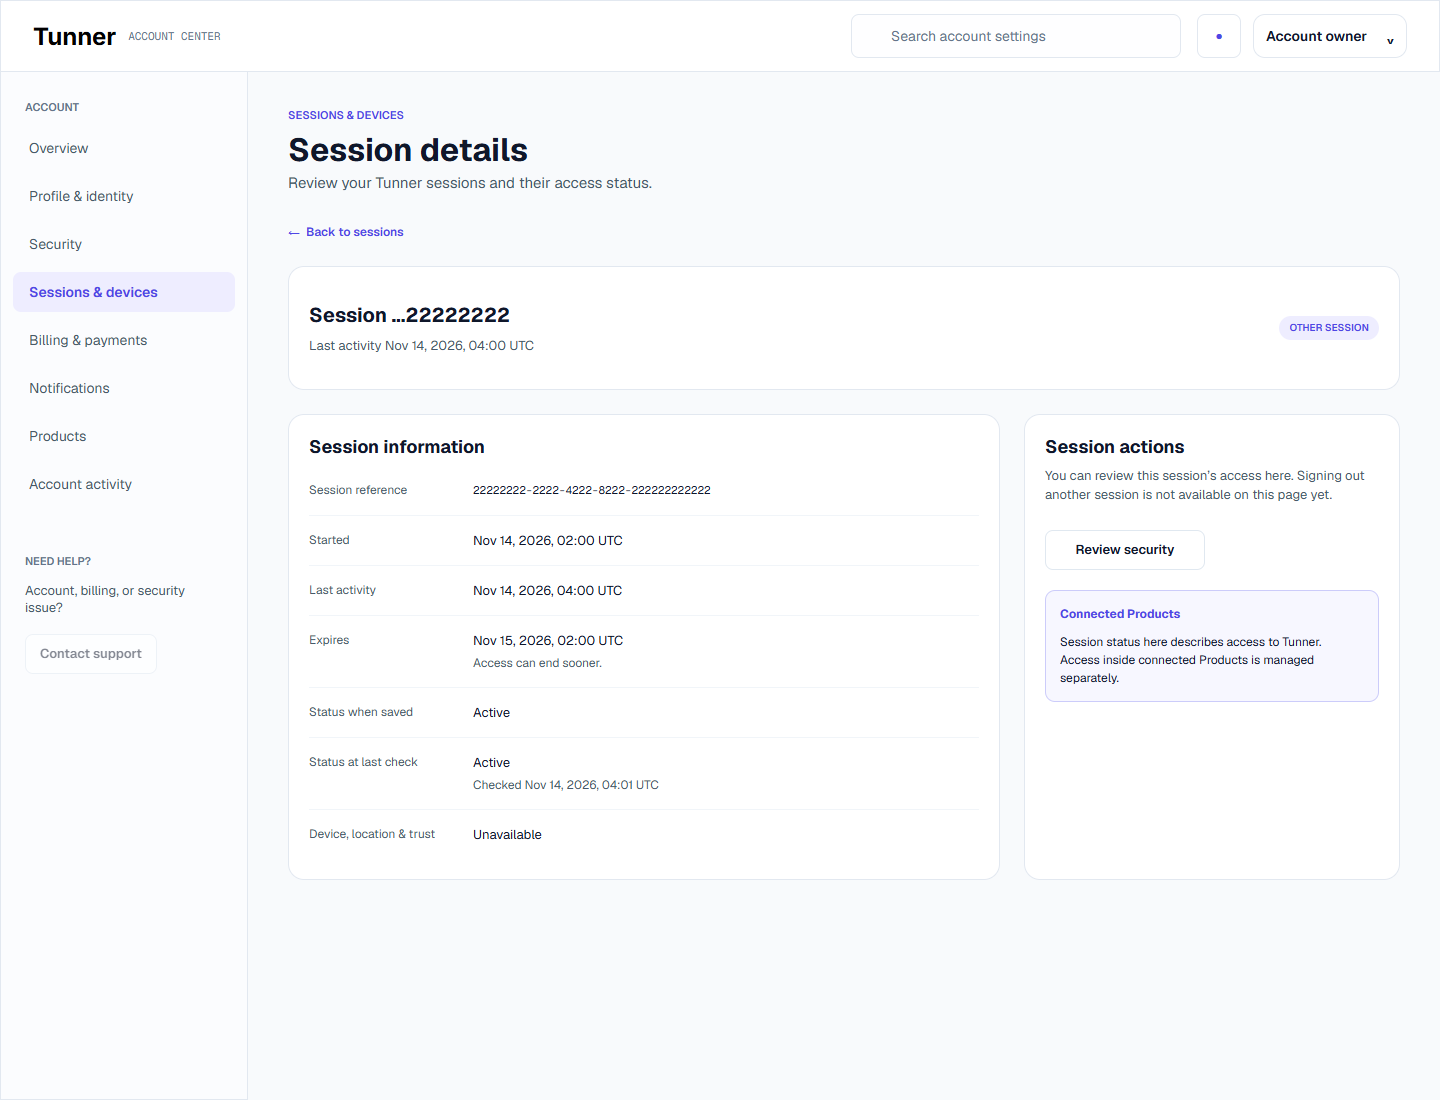 Tunner ACCOUNT CENTER
Search account settings
Account owner
v
ACCOUNT
Overview
Profile & identity
Security
Sessions & devices
Billing & payments
Notifications
Products
Account activity
NEED HELP?
Account, billing, or security
issue?
Contact support
SESSIONS & DEVICES
Session details
Review your Tunner sessions and their access status.
← Back to sessions
Session ...22222222
Last activity Nov 14, 2026, 04:00 UTC
OTHER SESSION
Session information
Session reference 22222222-2222-4222-8222-222222222222
Started Nov 14, 2026, 02:00 UTC
Last activity Nov 14, 2026, 04:00 UTC
Expires Nov 15, 2026, 02:00 UTC
Access can end sooner.
Status when saved Active
Status at last check Active
Checked Nov 14, 2026, 04:01 UTC
Device, location & trust Unavailable
Session actions
You can review this session's access here. Signing out
another session is not available on this page yet.
Review security
Connected Products
Session status here describes access to Tunner.
Access inside connected Products is managed
separately.